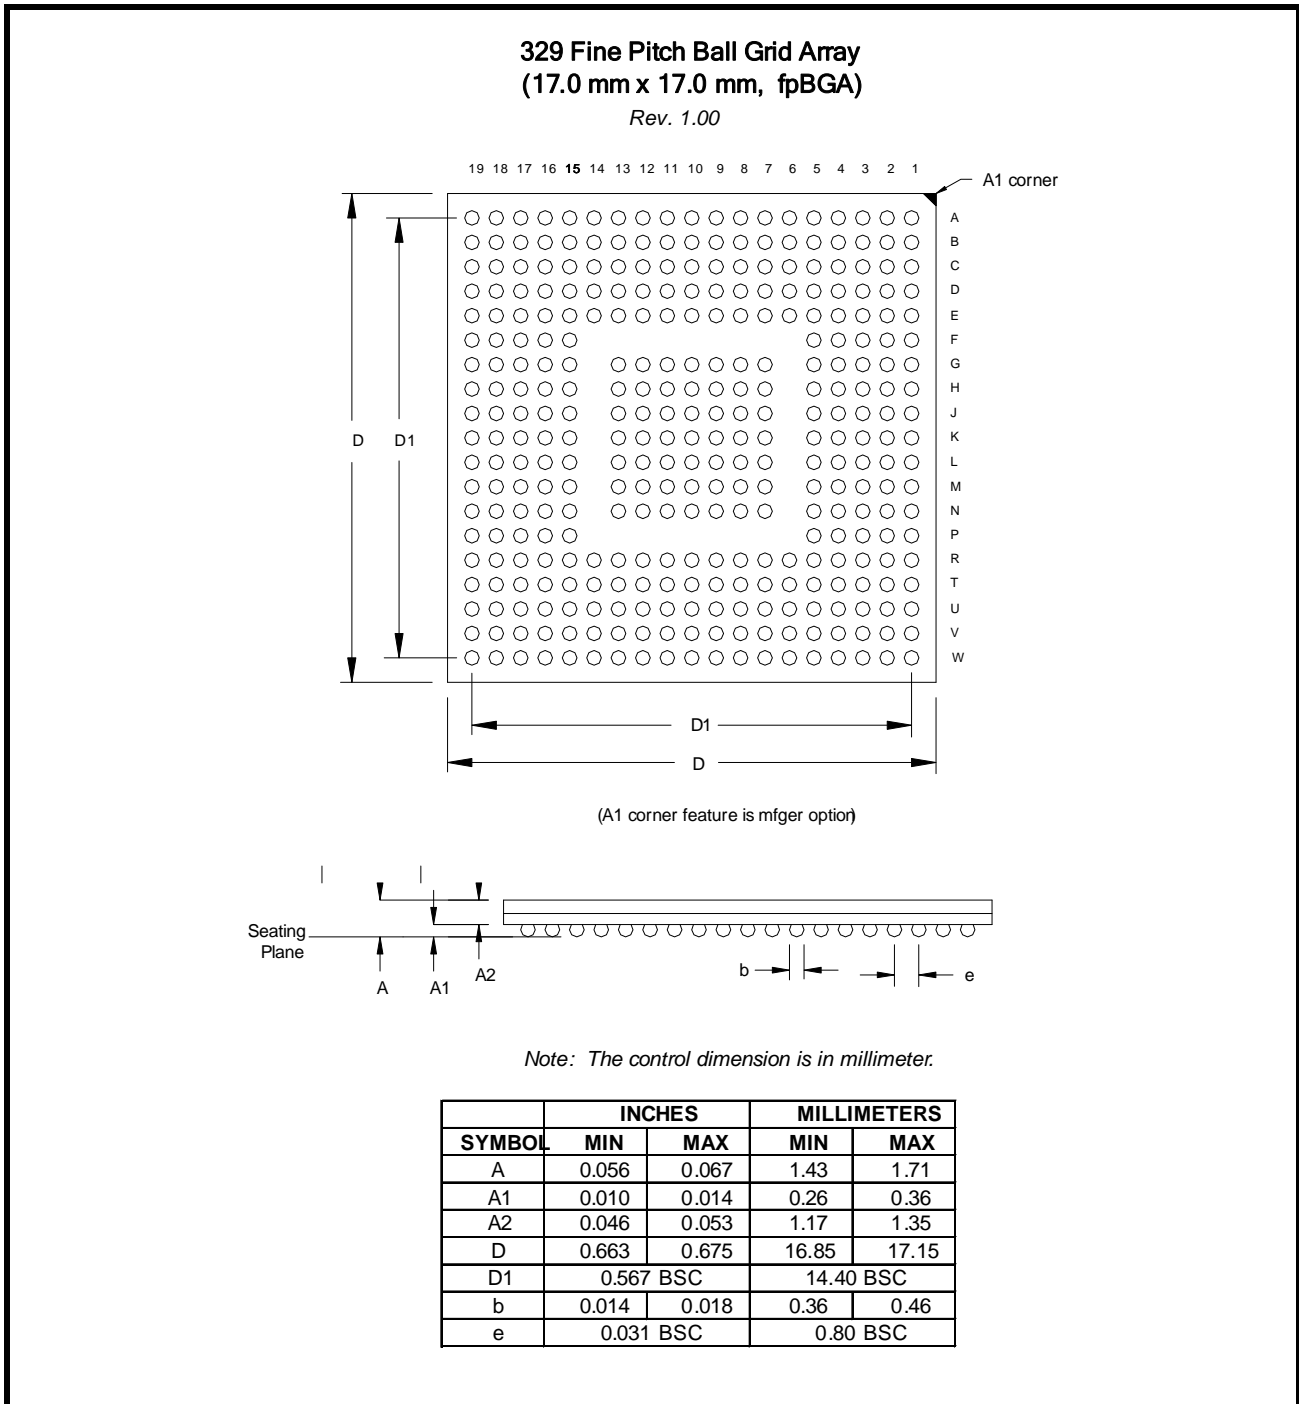 329 Fine Pitch Ball Grid Array
(17.0 mm x 17.0 mm, fpBGA)
Rev. 1.00
19 18 17 16 15 14 13 12 11 10 9 8 7 6 5 4 3 2 1
A1 corner
A
B
C
D
E
F
G
H
J
K
L
M
N
P
R
T
U
V
W
D D1
D1
D
(A1 corner feature is mfger option)
Seating
Plane
A A1 A2
b e
Note: The control dimension is in millimeter.
INCHES MILLIMETERS
SYMBOL MIN MAX MIN MAX
A 0.056 0.067 1.43 1.71
A1 0.010 0.014 0.26 0.36
A2 0.046 0.053 1.17 1.35
D 0.663 0.675 16.85 17.15
D1 0.567 BSC 14.40 BSC
b 0.014 0.018 0.36 0.46
e 0.031 BSC 0.80 BSC